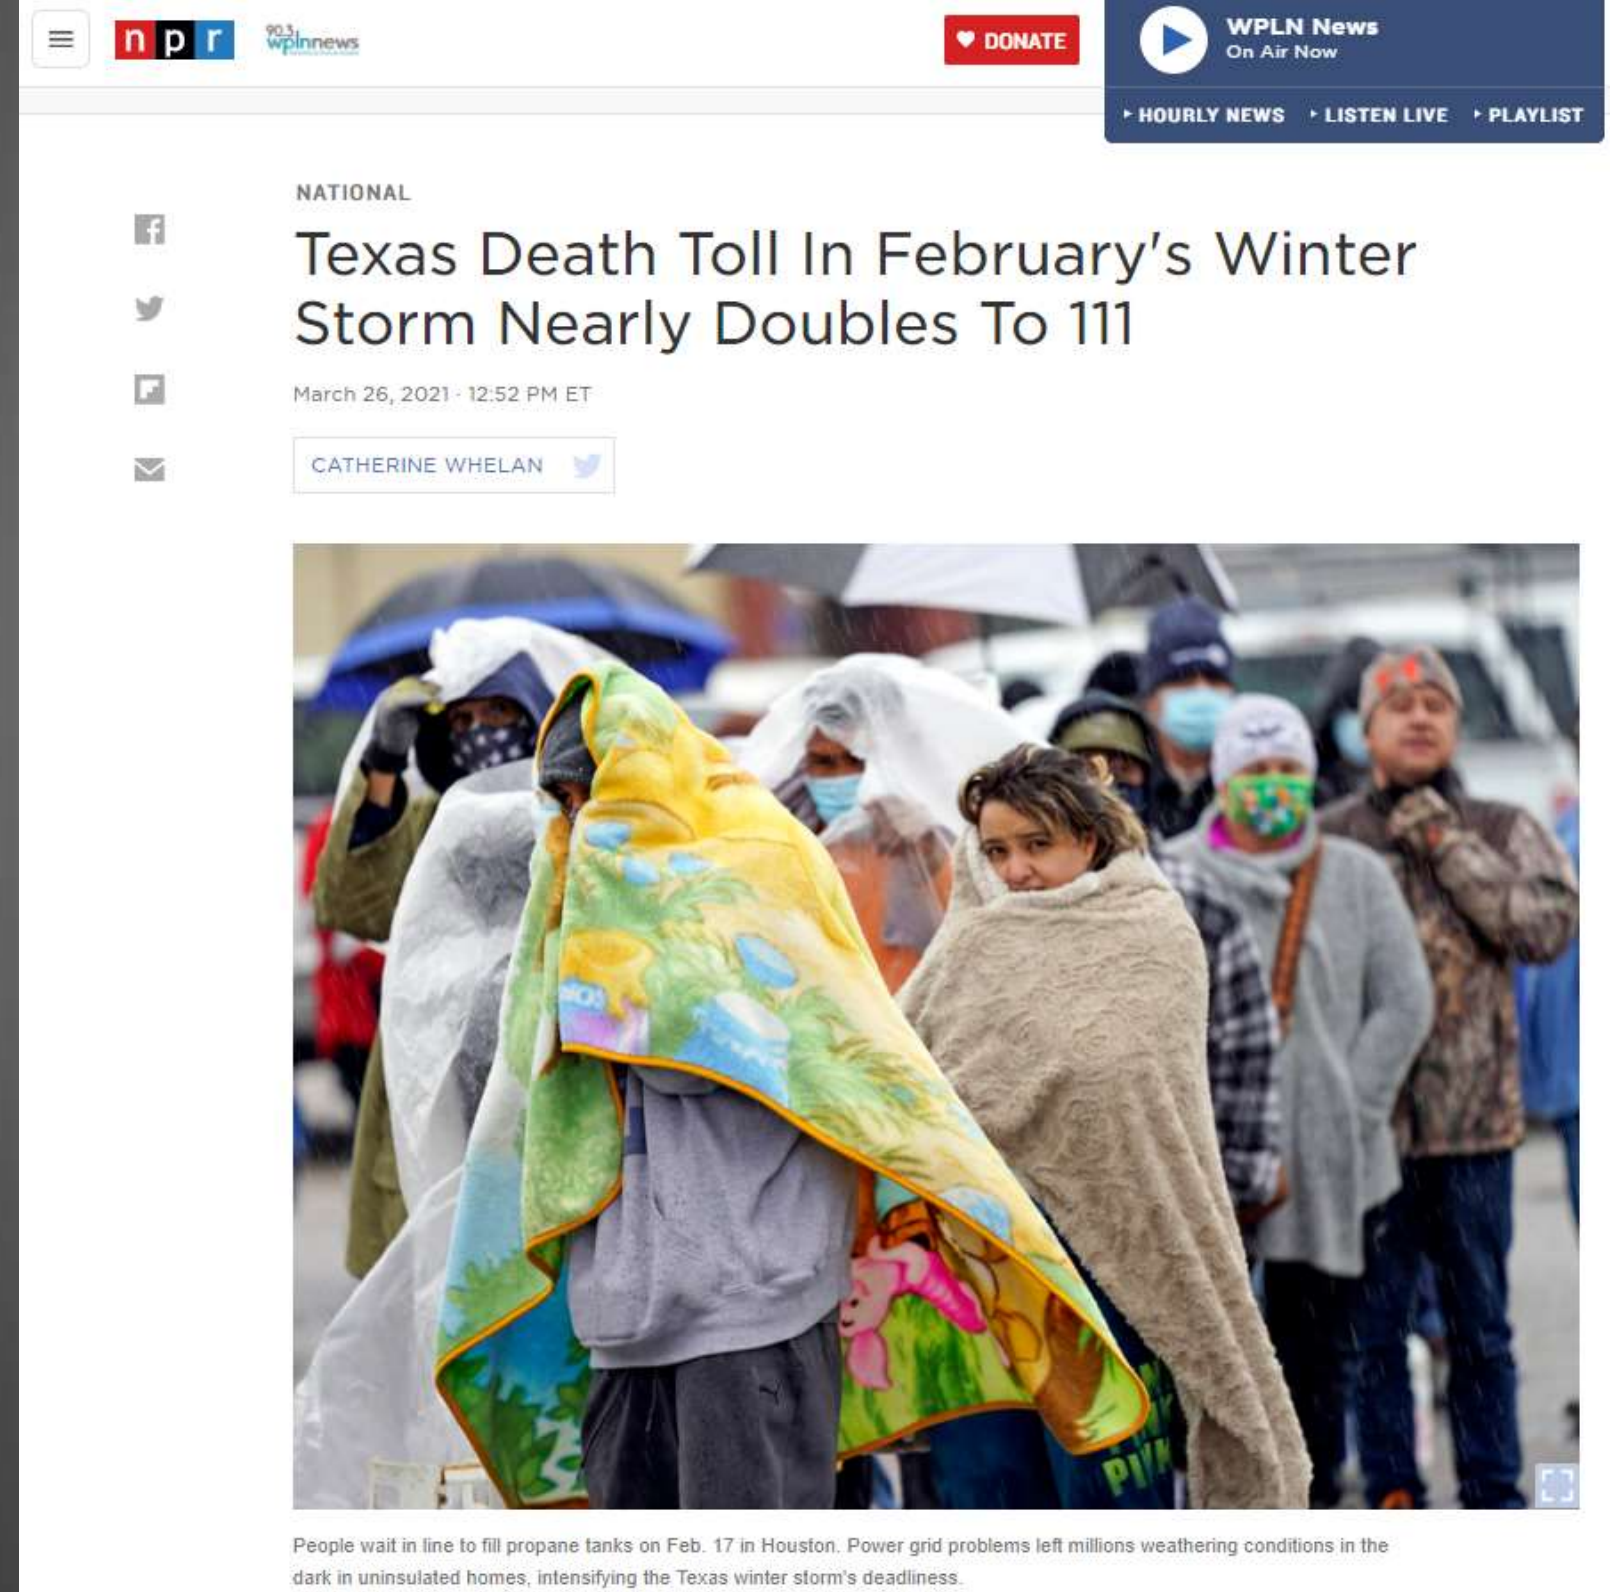 npr
90.3
wplnnews
DONATE
WPLN News
On Air Now
HOURLY NEWS LISTEN LIVE PLAYLIST
NATIONAL
Texas Death Toll In February's Winter
Storm Nearly Doubles To 111
March 26, 2021 · 12:52 PM ET
CATHERINE WHELAN
People wait in line to fill propane tanks on Feb. 17 in Houston. Power grid problems left millions weathering conditions in the
dark in uninsulated homes, intensifying the Texas winter storm's deadliness.